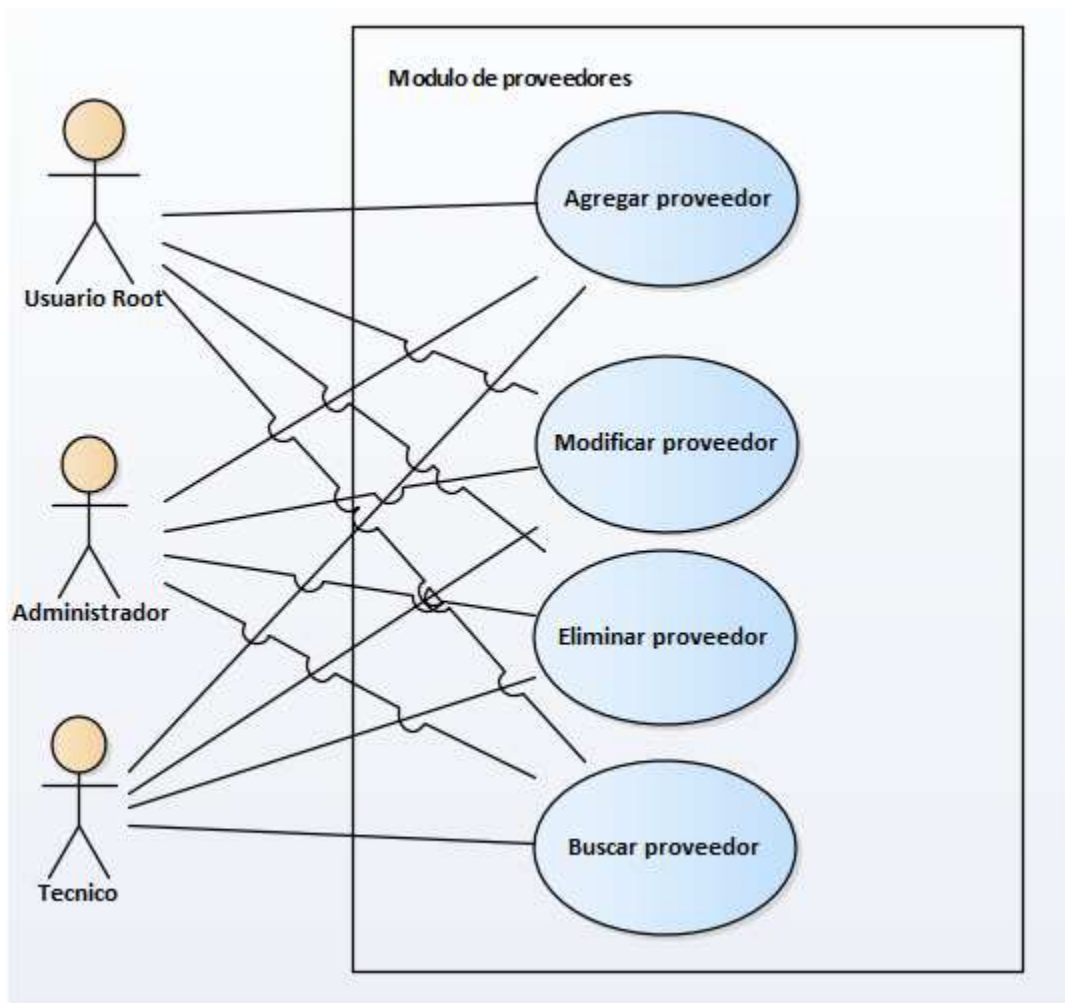 Modulo de proveedores
Agregar proveedor
Usuario Root
Modificar proveedor
Administrador
Eliminar proveedor
Buscar proveedor
Tecnico